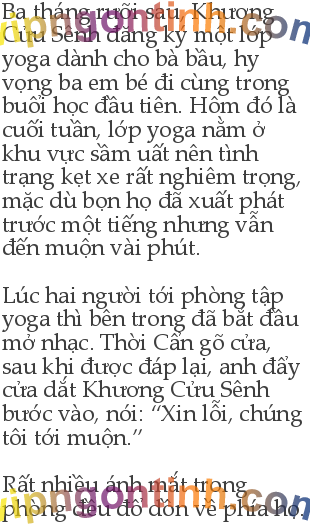 Ba tháng rưỡi sau, Khương
Cửu Sênh đăng ký một lớp
yoga dành cho bà bầu, hy
vọng ba em bé đi cùng trong
buổi học đầu tiên. Hôm đó là
cuối tuần, lớp yoga nằm ở
khu vực sầm uất nên tình
trạng kẹt xe rất nghiêm trọng,
mặc dù bọn họ đã xuất phát
trước một tiếng nhưng vẫn
đến muộn vài phút.
Lúc hai người tới phòng tập
yoga thì bên trong đã bắt đầu
mở nhạc. Thời Cẩn gõ cửa,
sau khi được đáp lại, anh đẩy
cửa dắt Khương Cửu Sênh
bước vào, nói: “Xin lỗi, chúng
tôi tới muộn.”
Rất nhiều ánh mắt trong
phòng đều đổ dồn về phía họ.